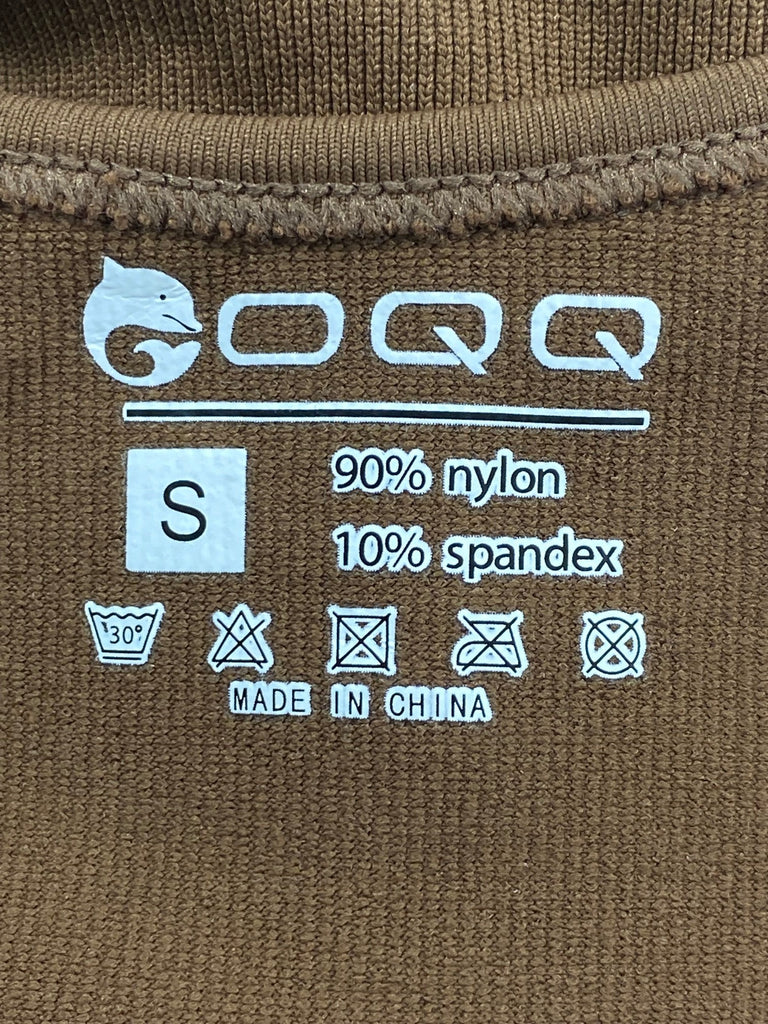 OQQ
S
90% nylon
10% spandex
30°
MADE IN CHINA